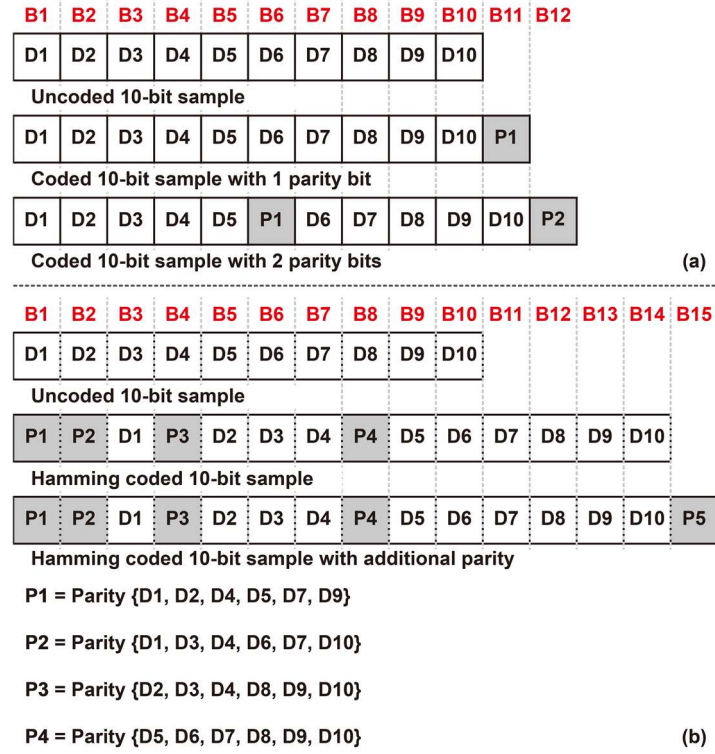 B1 B2 B3 B4 B5 B6 B7 B8 B9 B10 B11 B12
D1 D2 D3 D4 D5 D6 D7 D8 D9 D10
Uncoded 10-bit sample
D1 D2 D3 D4 D5 D6 D7 D8 D9 D10 P1
Coded 10-bit sample with 1 parity bit
D1 D2 D3 D4 D5 P1 D6 D7 D8 D9 D10 P2
Coded 10-bit sample with 2 parity bits (a)
B1 B2 B3 B4 B5 B6 B7 B8 B9 B10 B11 B12 B13 B14 B15
D1 D2 D3 D4 D5 D6 D7 D8 D9 D10
Uncoded 10-bit sample
P1 P2 D1 P3 D2 D3 D4 P4 D5 D6 D7 D8 D9 D10
Hamming coded 10-bit sample
P1 P2 D1 P3 D2 D3 D4 P4 D5 D6 D7 D8 D9 D10 P5
Hamming coded 10-bit sample with additional parity
P1 = Parity {D1, D2, D4, D5, D7, D9}
P2 = Parity {D1, D3, D4, D6, D7, D10}
P3 = Parity {D2, D3, D4, D8, D9, D10}
P4 = Parity {D5, D6, D7, D8, D9, D10} (b)